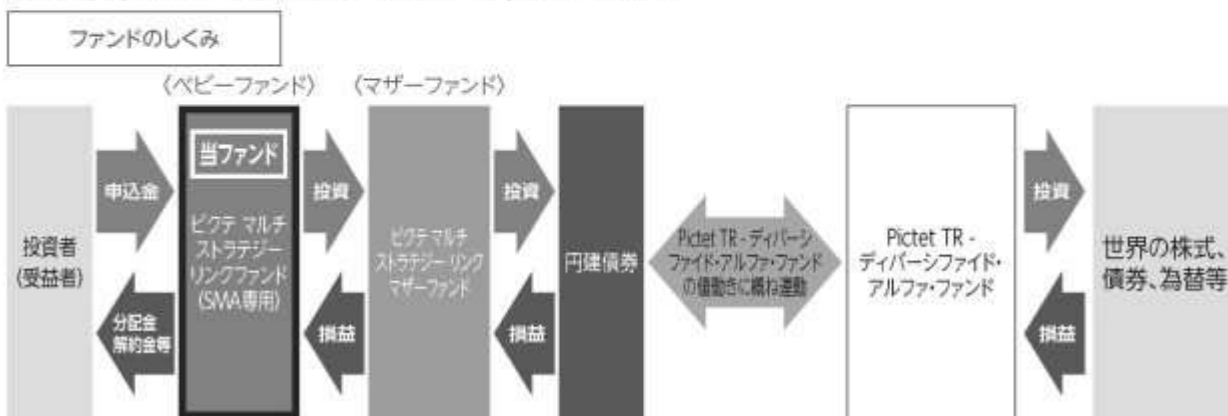 ファンドのしくみ
〈ベビーファンド〉
〈マザーファンド〉
投資者
(受益者)
申込金
分配金
解約金等
当ファンド
ピクテ マルチ
ストラテジー
リンクファンド
(SMA専用)
投資
損益
ピクテ マルチ
ストラテジー リンク
マザーファンド
投資
損益
円建債券
Pictet TR - ディバーシ
ファイド・アルファ・ファンド
の値動きに概ね連動
Pictet TR -
ディバーシファイド・
アルファ・ファンド
投資
損益
世界の株式、
債券、為替等